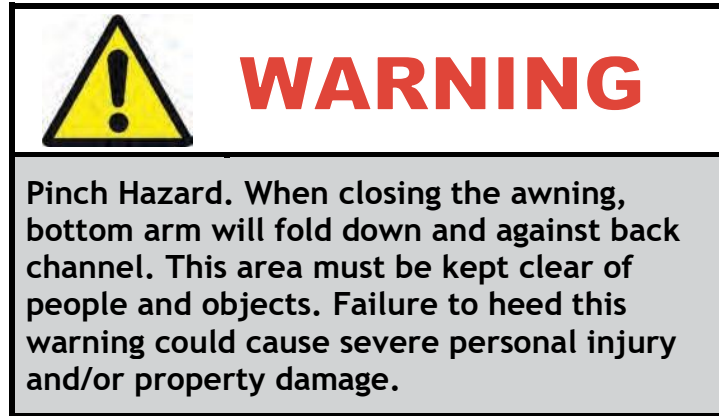 WARNING
Pinch Hazard. When closing the awning,
bottom arm will fold down and against back
channel. This area must be kept clear of
people and objects. Failure to heed this
warning could cause severe personal injury
and/or property damage.